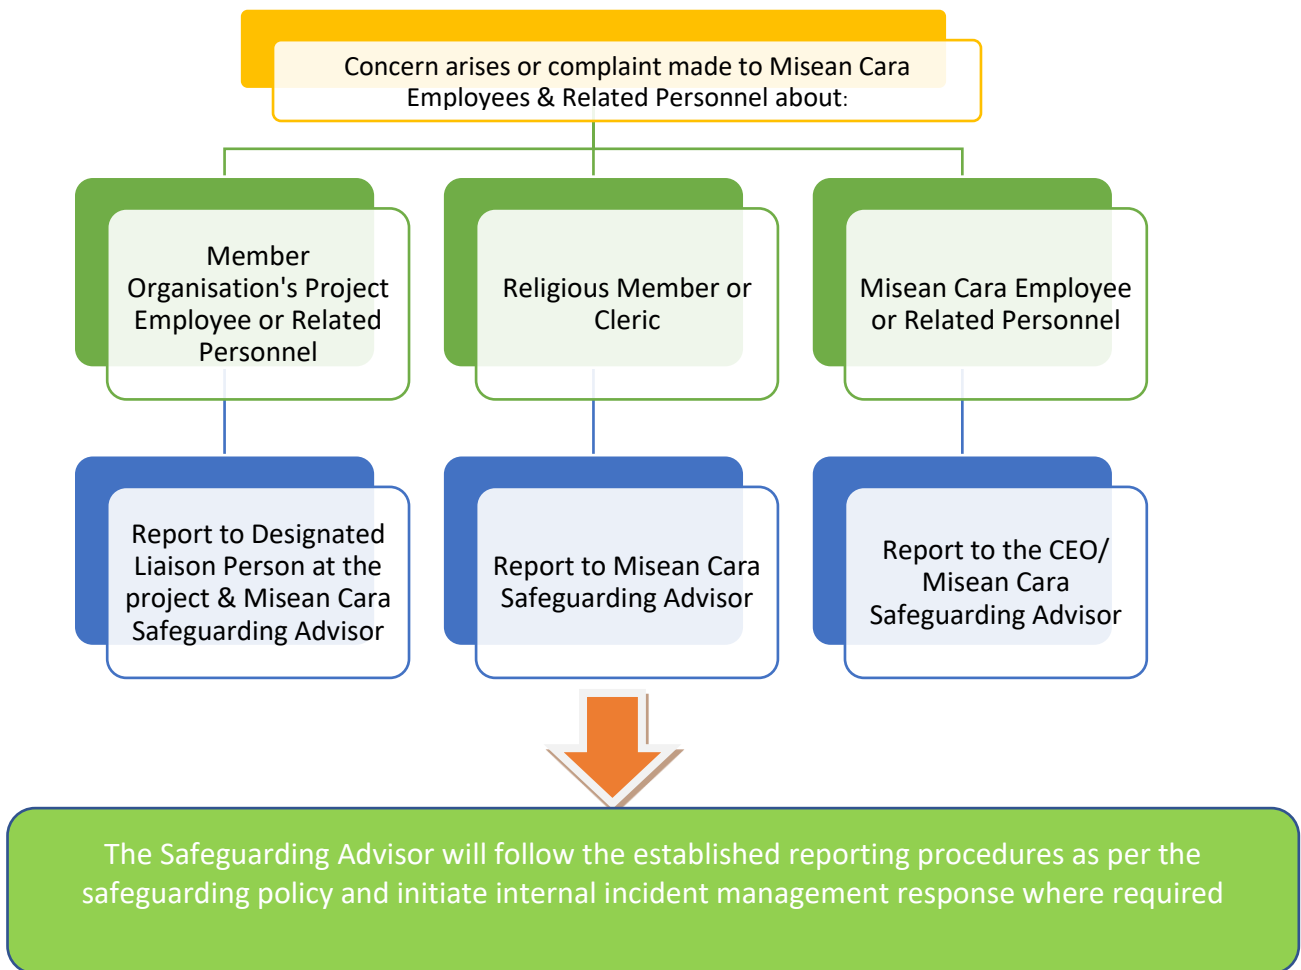 Concern arises or complaint made to Misean Cara
Employees & Related Personnel about:
Member
Organisation's Project
Employee or Related
Personnel
Religious Member or
Cleric
Misean Cara Employee
or Related Personnel
Report to Designated
Liaison Person at the
project & Misean Cara
Safeguarding Advisor
Report to Misean Cara
Safeguarding Advisor
Report to the CEO/
Misean Cara
Safeguarding Advisor
The Safeguarding Advisor will follow the established reporting procedures as per the
safeguarding policy and initiate internal incident management response where required